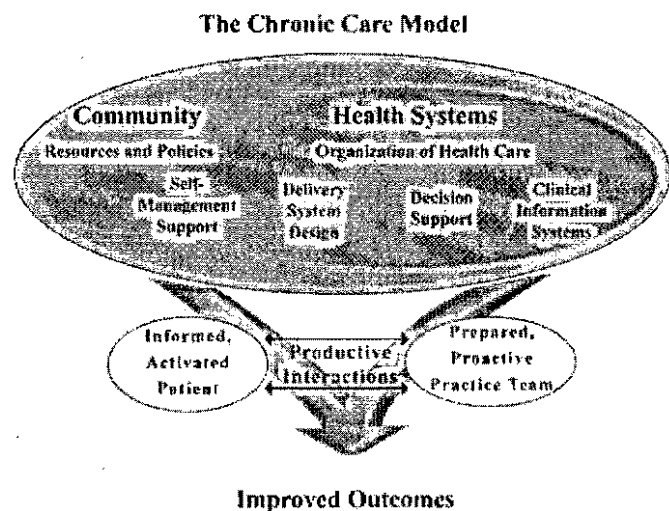 The Chronic Care Model
Community
Resources and Policies
Health Systems
Organization of Health Care
Self-
Management
Support
Delivery
System
Design
Decision
Support
Clinical
Information
Systems
Informed,
Activated
Patient
Productive
Interactions
Prepared,
Proactive
Practice Team
Improved Outcomes